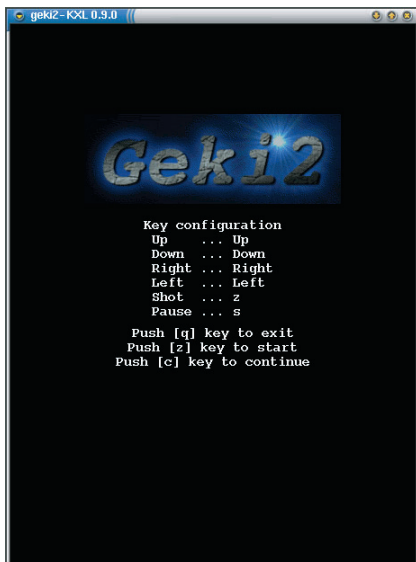 geki2-KXL 0.9.0
Geki2
Key configuration
Up ... Up
Down ... Down
Right ... Right
Left ... Left
Shot ... z
Pause ... s
Push [q] key to exit
Push [z] key to start
Push [c] key to continue